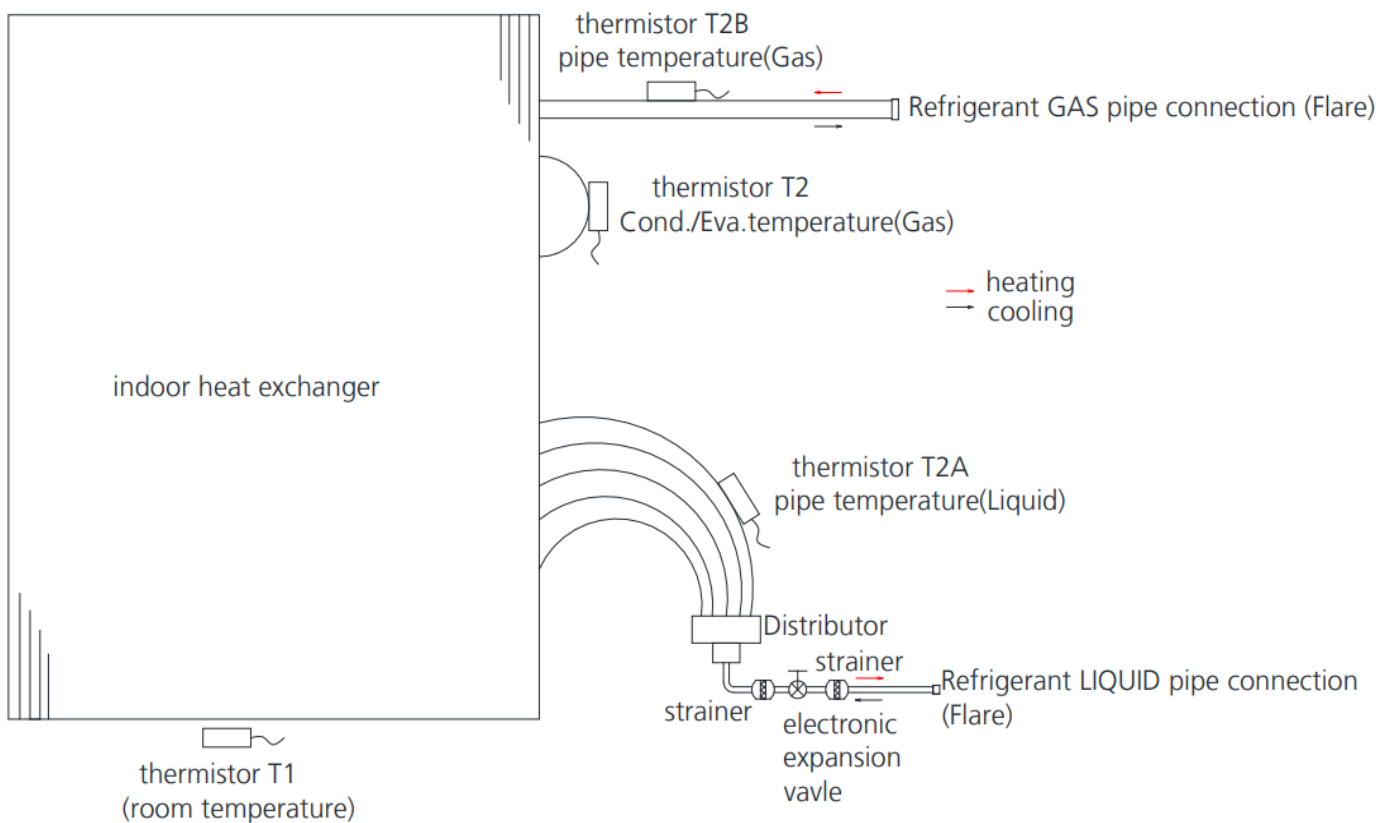 thermistor T2B
pipe temperature(Gas)
Refrigerant GAS pipe connection (Flare)
thermistor T2
Cond./Eva.temperature(Gas)
heating
cooling
indoor heat exchanger
thermistor T2A
pipe temperature(Liquid)
Distributor
strainer
Refrigerant LIQUID pipe connection
(Flare)
strainer
electronic
expansion
vavle
thermistor T1
(room temperature)